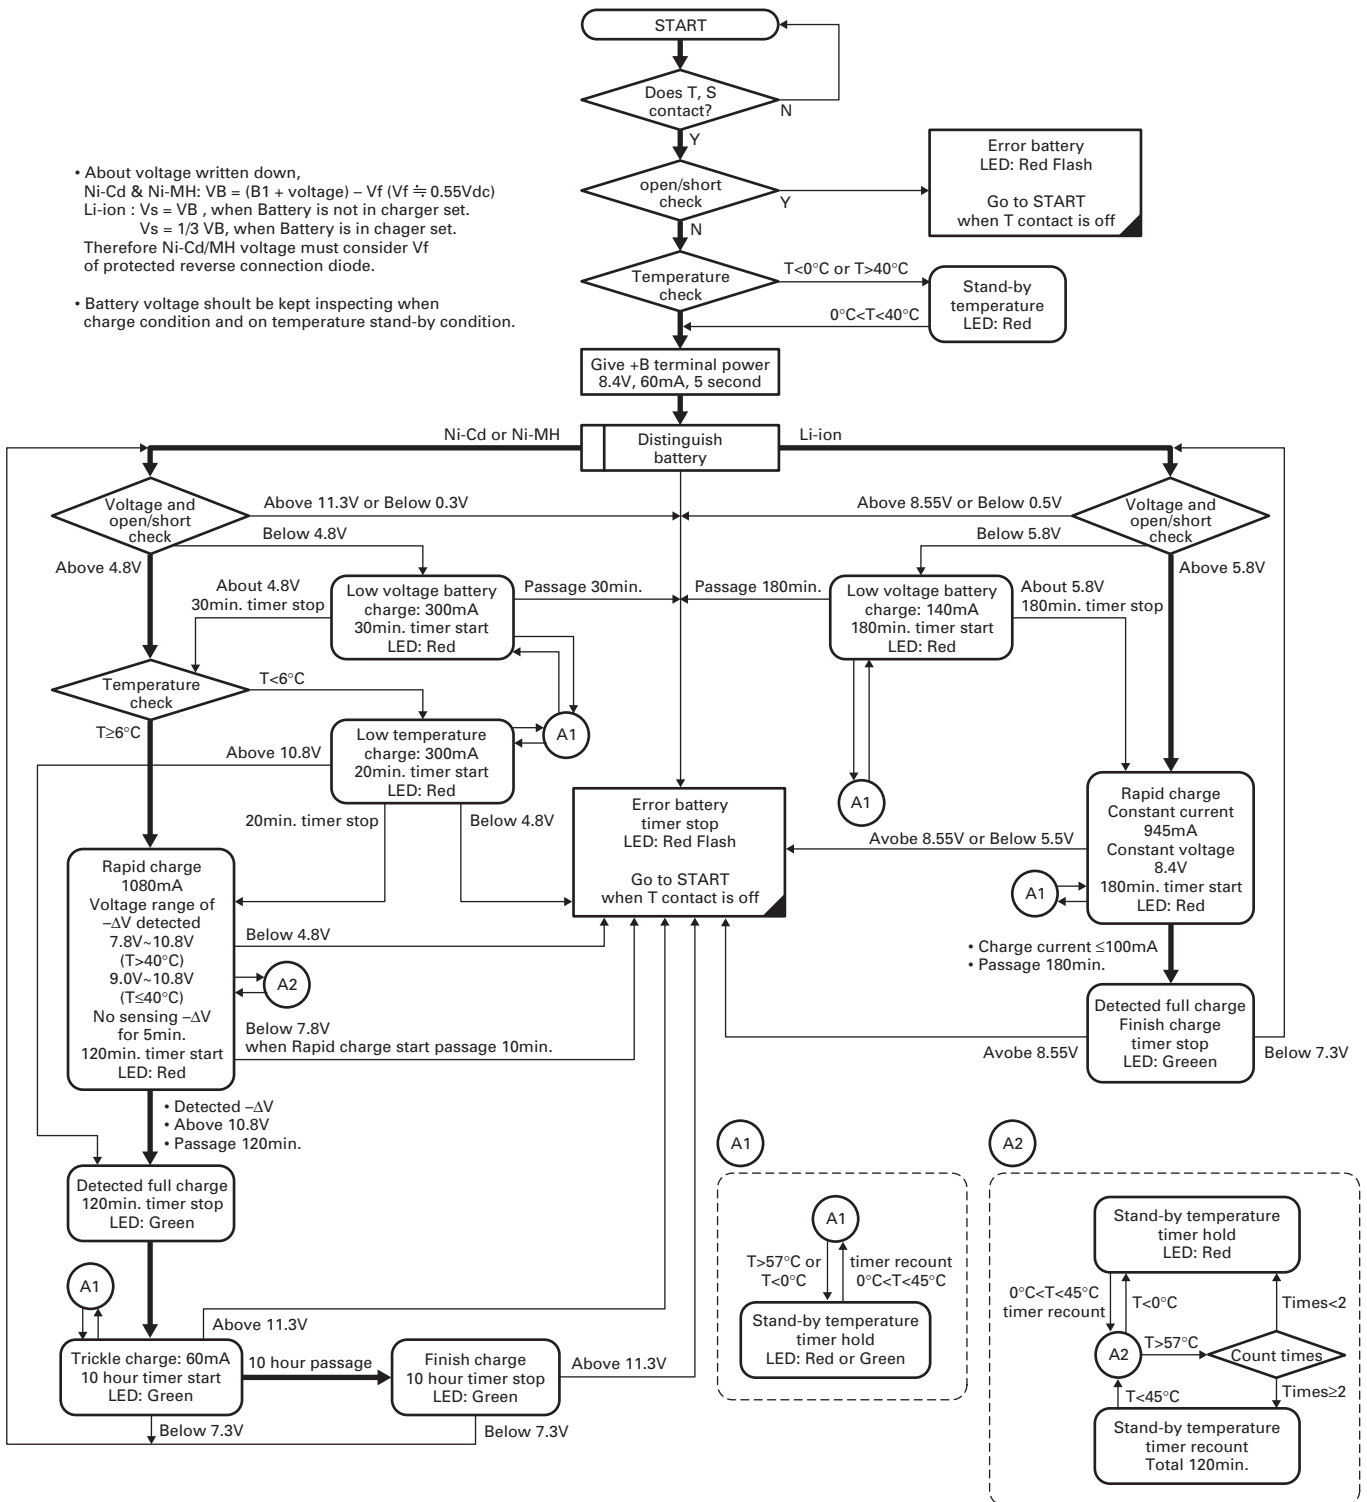 START
Does T, S
contact?
N
Y
Error battery
LED: Red Flash
Go to START
when T contact is off
• About voltage written down,
Ni-Cd & Ni-MH: VB = (B1 + voltage) – Vf (Vf ≒ 0.55Vdc)
Li-ion : Vs = VB , when Battery is not in charger set.
Vs = 1/3 VB, when Battery is in chager set.
Therefore Ni-Cd/MH voltage must consider Vf
of protected reverse connection diode.
• Battery voltage shoult be kept inspecting when
charge condition and on temperature stand-by condition.
open/short
check
Y
N
Temperature
check
T<0°C or T>40°C
Stand-by
temperature
LED: Red
0°C<T<40°C
Give +B terminal power
8.4V, 60mA, 5 second
Ni-Cd or Ni-MH
Distinguish
battery
Li-ion
Voltage and
open/short
check
Above 11.3V or Below 0.3V
Below 4.8V
Above 4.8V
Above 8.55V or Below 0.5V
Voltage and
open/short
check
Below 5.8V
Above 5.8V
About 4.8V
30min. timer stop
Low voltage battery
charge: 300mA
30min. timer start
LED: Red
Passage 30min.
Passage 180min.
Low voltage battery
charge: 140mA
180min. timer start
LED: Red
About 5.8V
180min. timer stop
Temperature
check
T<6°C
T≥6°C
Low temperature
charge: 300mA
20min. timer start
LED: Red
A1
Above 10.8V
20min. timer stop
Below 4.8V
A1
Error battery
timer stop
LED: Red Flash
Go to START
when T contact is off
Avobe 8.55V or Below 5.5V
Rapid charge
Constant current
945mA
Constant voltage
8.4V
180min. timer start
LED: Red
A1
Rapid charge
1080mA
Voltage range of
–ΔV detected
7.8V~10.8V
(T>40°C)
9.0V~10.8V
(T≤40°C)
No sensing –ΔV
for 5min.
120min. timer start
LED: Red
Below 4.8V
A2
Below 7.8V
when Rapid charge start passage 10min.
• Charge current ≤100mA
• Passage 180min.
Detected full charge
Finish charge
timer stop
LED: Greeen
Avobe 8.55V
Below 7.3V
• Detected –ΔV
• Above 10.8V
• Passage 120min.
Detected full charge
120min. timer stop
LED: Green
A1
Above 11.3V
Trickle charge: 60mA
10 hour timer start
LED: Green
10 hour passage
Finish charge
10 hour timer stop
LED: Green
Above 11.3V
Below 7.3V
Below 7.3V
A1
A1
T>57°C or
T<0°C
timer recount
0°C<T<45°C
Stand-by temperature
timer hold
LED: Red or Green
A2
Stand-by temperature
timer hold
LED: Red
0°C<T<45°C
timer recount
T<0°C
Times<2
A2
T>57°C
Count times
T<45°C
Times≥2
Stand-by temperature
timer recount
Total 120min.